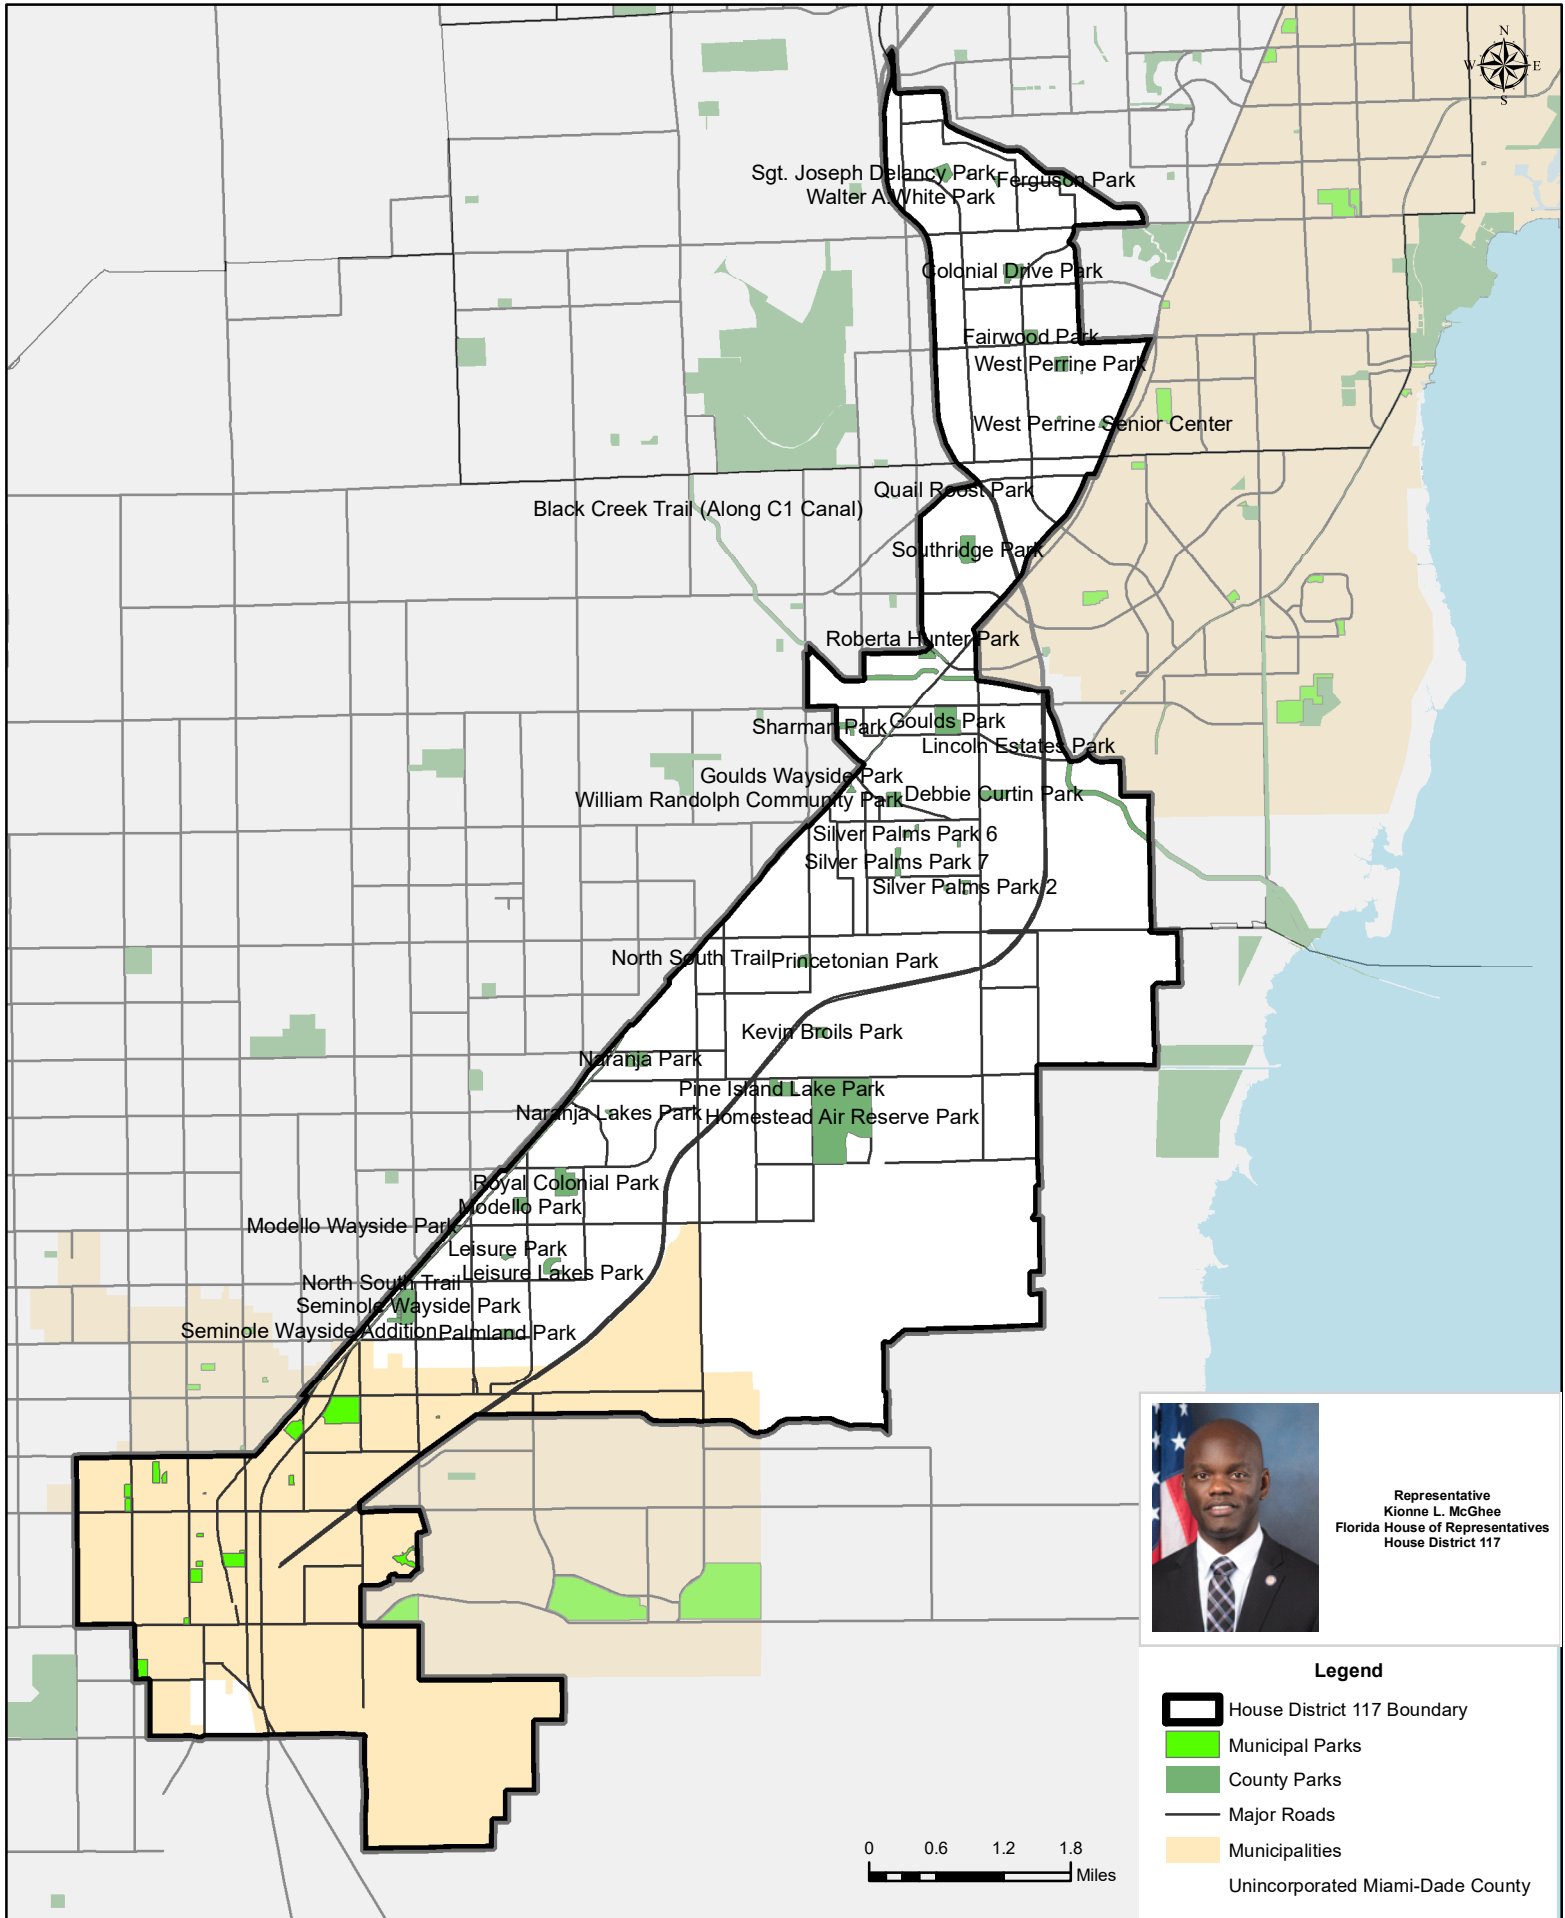 N
W
E
S
Sgt. Joseph Delancy Park
Ferguson Park
Walter A.White Park
Colonial Drive Park
Fairwood Park
West Perrine Park
West Perrine Senior Center
Quail Roost Park
Black Creek Trail (Along C1 Canal)
Southridge Park
Roberta Hunter Park
Sharman Park
Goulds Park
Lincoln Estates Park
Goulds Wayside Park
William Randolph Community Park
Debbie Curtin Park
Silver Palms Park 6
Silver Palms Park 7
Silver Palms Park 2
North South Trail
Princetonian Park
Kevin Broils Park
Naranja Park
Pine Island Lake Park
Naranja Lakes Park
Homestead Air Reserve Park
Royal Colonial Park
Modello Park
Modello Wayside Park
Leisure Park
Leisure Lakes Park
North South Trail
Seminole Wayside Park
Seminole Wayside Addition
Palmland Park
Representative
Kionne L. McGhee
Florida House of Representatives
House District 117
Legend
House District 117 Boundary
Municipal Parks
County Parks
Major Roads
Municipalities
Unincorporated Miami-Dade County
0 0.6 1.2 1.8
Miles